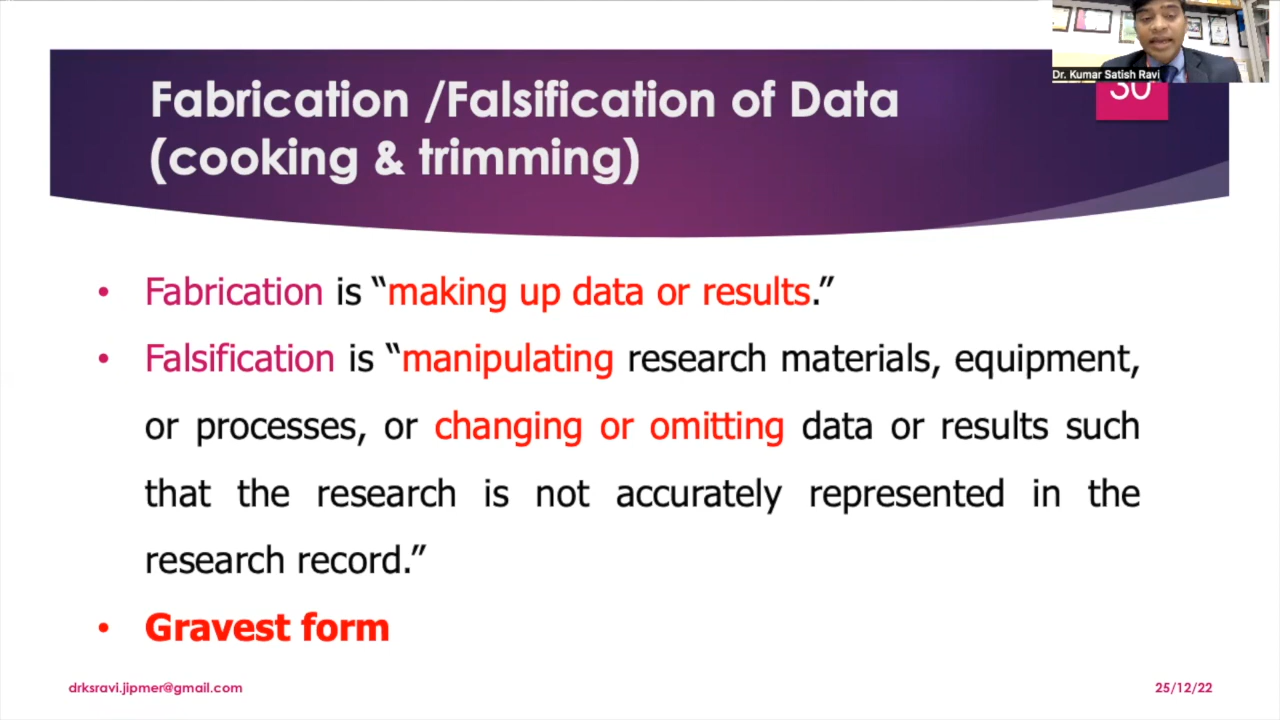 Dr. Kumar Satish Ravi
30
Fabrication /Falsification of Data
(cooking & trimming)
• Fabrication is “making up data or results.”
• Falsification is “manipulating research materials, equipment,
or processes, or changing or omitting data or results such
that the research is not accurately represented in the
research record.”
• Gravest form
drksravi.jipmer@gmail.com
25/12/22